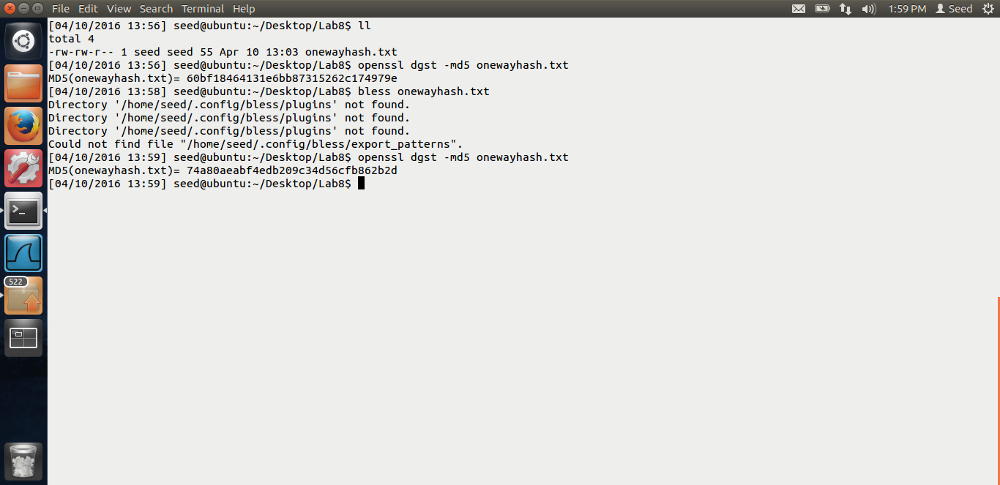 File Edit View Search Terminal Help 1:59 PM Seed
[04/10/2016 13:56] seed@ubuntu:~/Desktop/Lab8$ ll
total 4
-rw-rw-r-- 1 seed seed 55 Apr 10 13:03 onewayhash.txt
[04/10/2016 13:56] seed@ubuntu:~/Desktop/Lab8$ openssl dgst -md5 onewayhash.txt
MD5(onewayhash.txt)= 60bf18464131e6bb87315262c174979e
[04/10/2016 13:58] seed@ubuntu:~/Desktop/Lab8$ bless onewayhash.txt
Directory '/home/seed/.config/bless/plugins' not found.
Directory '/home/seed/.config/bless/plugins' not found.
Directory '/home/seed/.config/bless/plugins' not found.
Could not find file "/home/seed/.config/bless/export_patterns".
[04/10/2016 13:59] seed@ubuntu:~/Desktop/Lab8$ openssl dgst -md5 onewayhash.txt
MD5(onewayhash.txt)= 74a80aeabf4edb209c34d56cfb862b2d
[04/10/2016 13:59] seed@ubuntu:~/Desktop/Lab8$
>_
522